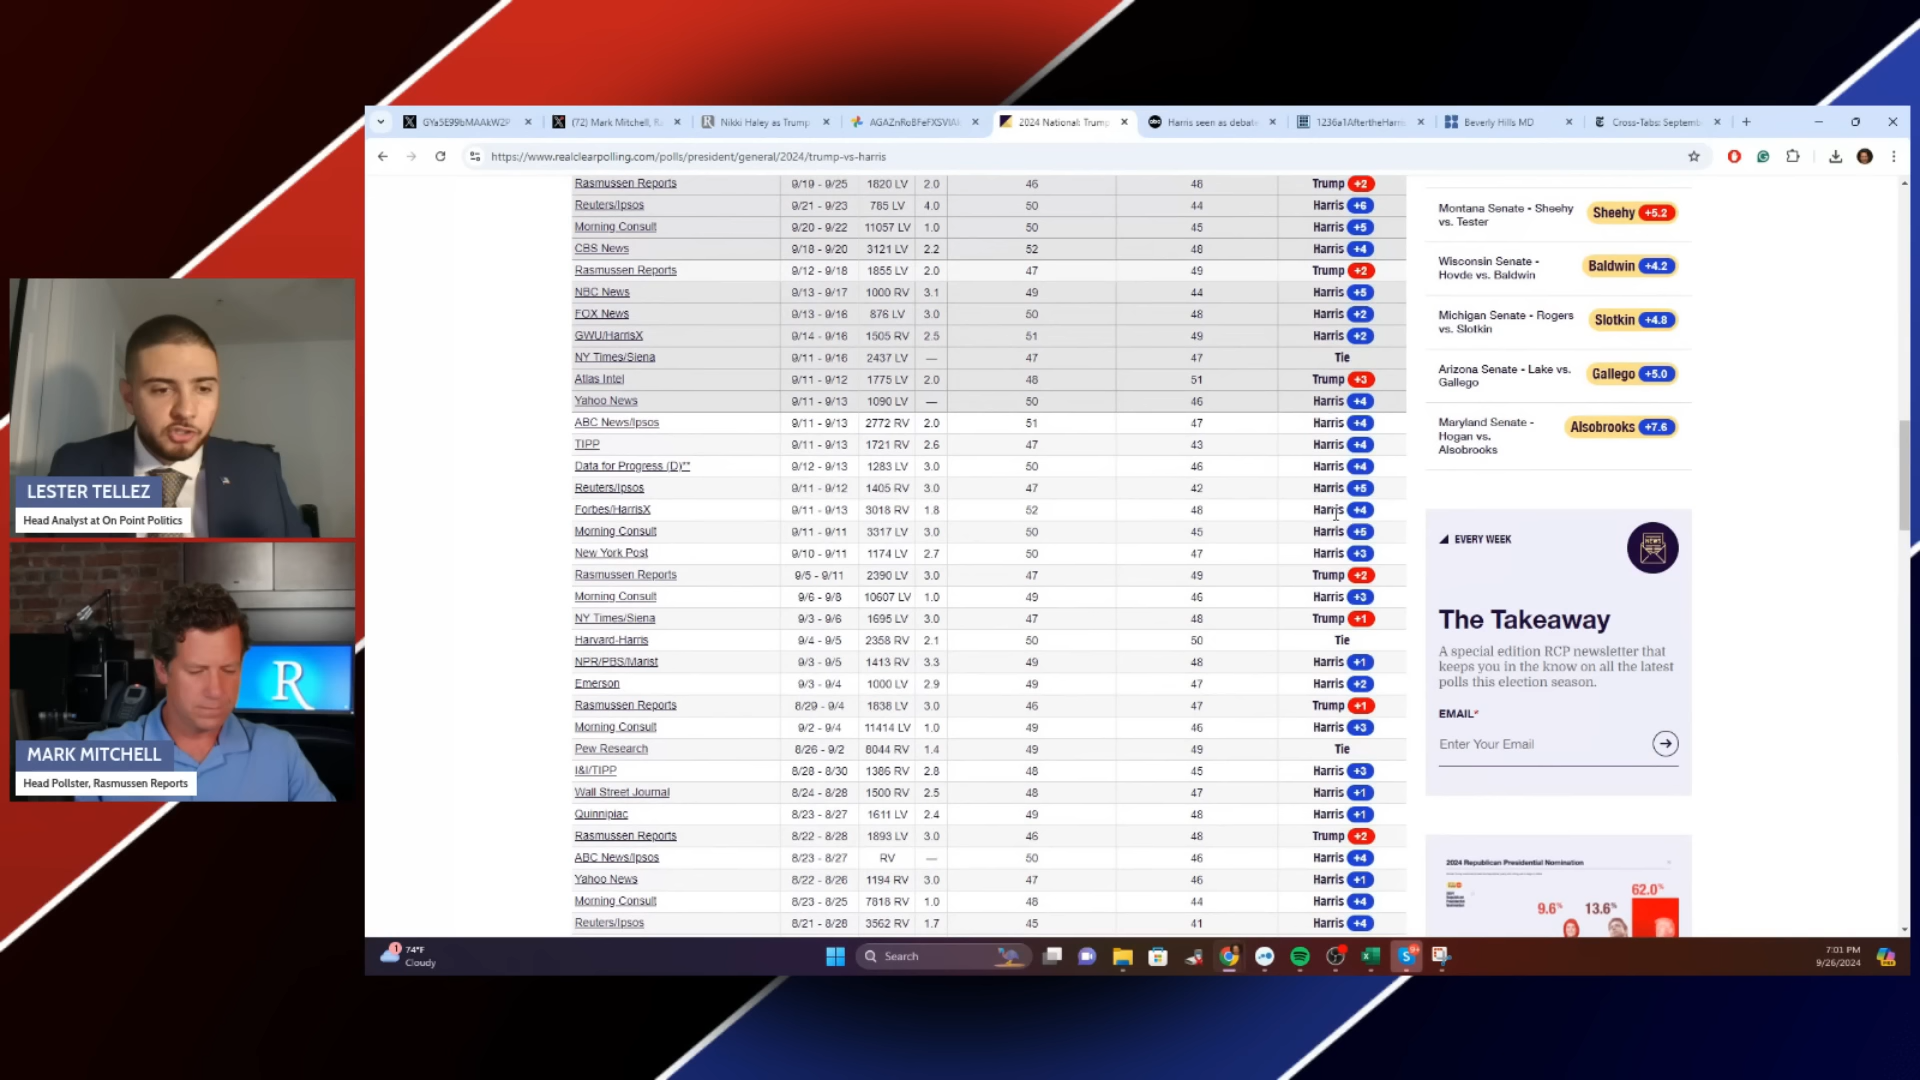 (72) Mark Mitchell, R
Nikki Haley as Trump
2024 National: Trump
Harris seen as debat
Beverly Hills MD
Cross-Tabs: Septemb
https://www.realclearpolling.com/polls/president/general/2024/trump-vs-harris
Rasmussen Reports 9/19 - 9/25 1820 LV 2.0 46 48 Trump +2
Reuters/Ipsos 9/21 - 9/23 785 LV 4.0 50 44 Harris +6
Morning Consult 9/20 - 9/22 11057 LV 1.0 50 45 Harris +5
CBS News 9/18 - 9/20 3121 LV 2.2 52 48 Harris +4
Rasmussen Reports 9/12 - 9/18 1855 LV 2.0 47 49 Trump +2
NBC News 9/13 - 9/17 1000 RV 3.1 49 44 Harris +5
FOX News 9/13 - 9/16 876 LV 3.0 50 48 Harris +2
GWU/HarrisX 9/14 - 9/16 1505 RV 2.5 51 49 Harris +2
NY Times/Siena 9/11 - 9/16 2437 LV — 47 47 Tie
Atlas Intel 9/11 - 9/12 1775 LV 2.0 48 51 Trump +3
Yahoo News 9/11 - 9/13 1090 LV — 50 46 Harris +4
ABC News/Ipsos 9/11 - 9/13 2772 RV 2.0 51 47 Harris +4
TIPP 9/11 - 9/13 1721 RV 2.6 47 43 Harris +4
Data for Progress (D)** 9/12 - 9/13 1283 LV 3.0 50 46 Harris +4
Reuters/Ipsos 9/11 - 9/12 1405 RV 3.0 47 42 Harris +5
Forbes/HarrisX 9/11 - 9/13 3018 RV 1.8 52 48 Harris +4
Morning Consult 9/11 - 9/11 3317 LV 3.0 50 45 Harris +5
New York Post 9/10 - 9/11 1174 LV 2.7 50 47 Harris +3
Rasmussen Reports 9/5 - 9/11 2390 LV 3.0 47 49 Trump +2
Morning Consult 9/6 - 9/8 10607 LV 1.0 49 46 Harris +3
NY Times/Siena 9/3 - 9/6 1695 LV 3.0 47 48 Trump +1
Harvard-Harris 9/4 - 9/5 2358 RV 2.1 50 50 Tie
NPR/PBS/Marist 9/3 - 9/5 1413 RV 3.3 49 48 Harris +1
Emerson 9/3 - 9/4 1000 LV 2.9 49 47 Harris +2
Rasmussen Reports 8/29 - 9/4 1838 LV 3.0 46 47 Trump +1
Morning Consult 9/2 - 9/4 11414 LV 1.0 49 46 Harris +3
Pew Research 8/26 - 9/2 8044 RV 1.4 49 49 Tie
I&I/TIPP 8/28 - 8/30 1386 RV 2.8 48 45 Harris +3
Wall Street Journal 8/24 - 8/28 1500 RV 2.5 48 47 Harris +1
Quinnipiac 8/23 - 8/27 1611 LV 2.4 49 48 Harris +1
Rasmussen Reports 8/22 - 8/28 1893 LV 3.0 46 48 Trump +2
ABC News/Ipsos 8/23 - 8/27 RV — 50 46 Harris +4
Yahoo News 8/22 - 8/26 1194 RV 3.0 47 46 Harris +1
Morning Consult 8/23 - 8/25 7818 RV 1.0 48 44 Harris +4
Reuters/Ipsos 8/21 - 8/28 3562 RV 1.7 45 41 Harris +4
Montana Senate - Sheehy
vs. Tester
Sheehy +5.2
Wisconsin Senate -
Hovde vs. Baldwin
Baldwin +4.2
Michigan Senate - Rogers
vs. Slotkin
Slotkin +4.8
Arizona Senate - Lake vs.
Gallego
Gallego +5.0
Maryland Senate -
Hogan vs.
Alsobrooks
Alsobrooks +7.6
EVERY WEEK
NEWS
The Takeaway
A special edition RCP newsletter that
keeps you in the know on all the latest
polls this election season.
EMAIL*
Enter Your Email
2024 Republican Presidential Nomination
62.0%
9.6% 13.6%
LESTER TELLEZ
Head Analyst at On Point Politics
R
MARK MITCHELL
Head Pollster, Rasmussen Reports
1
74°F
Cloudy
Search
7:01 PM
9/26/2024